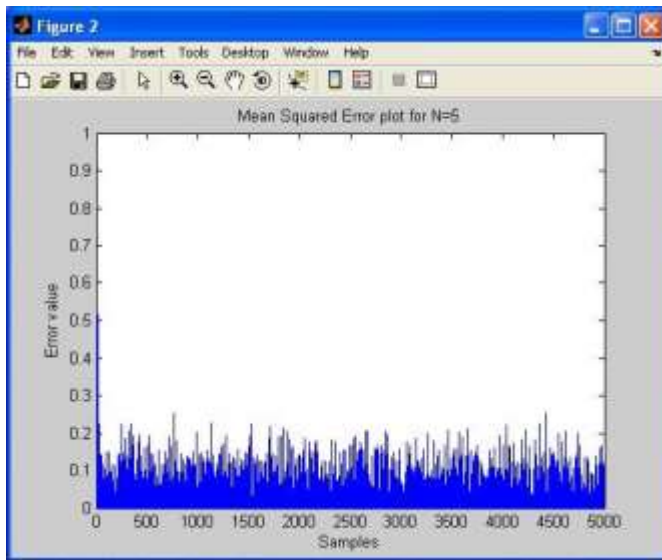 Figure 2
File Edit View Insert Tools Desktop Window Help
Mean Squared Error plot for N=5
1
0.9
0.8
0.7
0.6
0.5
0.4
0.3
0.2
0.1
0
Error value
0 500 1000 1500 2000 2500 3000 3500 4000 4500 5000
Samples